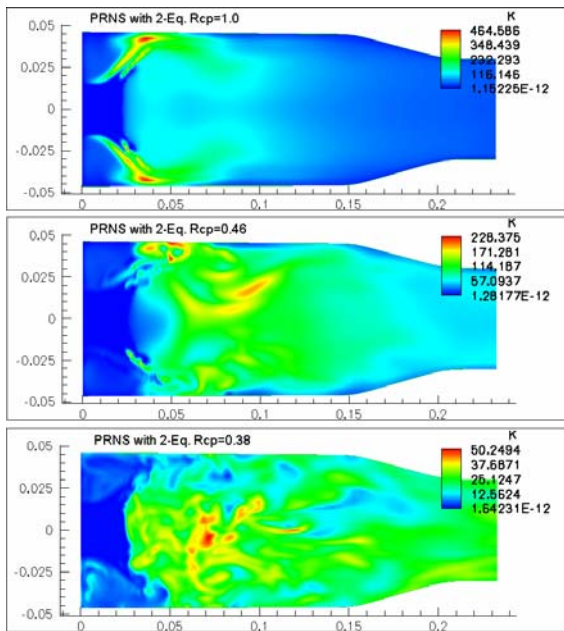 PRNS with 2-Eq. Rcp=1.0
K
464.586
348.439
232.293
116.146
1.15225E-12
0.05
0.025
0
-0.025
-0.05
0 0.05 0.1 0.15 0.2
PRNS with 2-Eq. Rcp=0.46
K
228.375
171.281
114.187
57.0937
1.28177E-12
0.05
0.025
0
-0.025
-0.05
0 0.05 0.1 0.15 0.2
PRNS with 2-Eq. Rcp=0.38
K
50.2494
37.6871
25.1247
12.5624
1.64231E-12
0.05
0.025
0
-0.025
-0.05
0 0.05 0.1 0.15 0.2